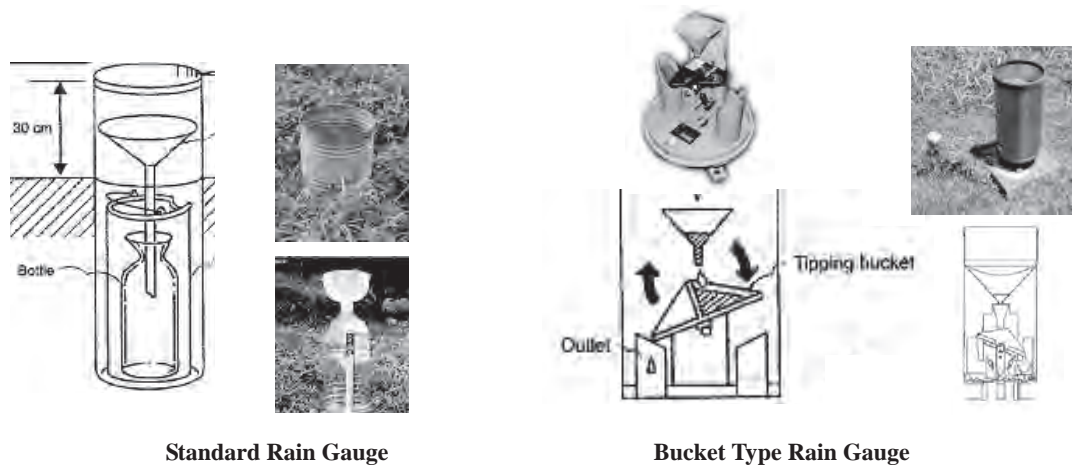 30 cm
Bottle
Tipping bucket
Outlet
Standard Rain Gauge
Bucket Type Rain Gauge